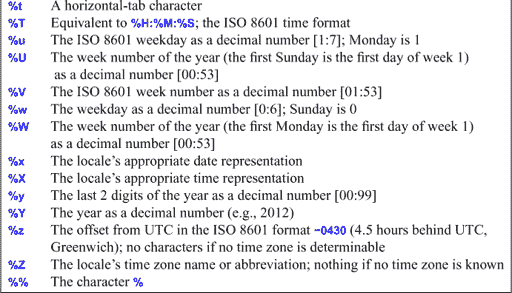 %t A horizontal-tab character
%T Equivalent to %H:%M:%S; the ISO 8601 time format
%u The ISO 8601 weekday as a decimal number [1:7]; Monday is 1
%U The week number of the year (the first Sunday is the first day of week 1)
as a decimal number [00:53]
%V The ISO 8601 week number as a decimal number [01:53]
%w The weekday as a decimal number [0:6]; Sunday is 0
%W The week number of the year (the first Monday is the first day of week 1)
as a decimal number [00:53]
%x The locale's appropriate date representation
%X The locale's appropriate time representation
%y The last 2 digits of the year as a decimal number [00:99]
%Y The year as a decimal number (e.g., 2012)
%z The offset from UTC in the ISO 8601 format -0430 (4.5 hours behind UTC,
Greenwich); no characters if no time zone is determinable
%Z The locale's time zone name or abbreviation; nothing if no time zone is known
%% The character %